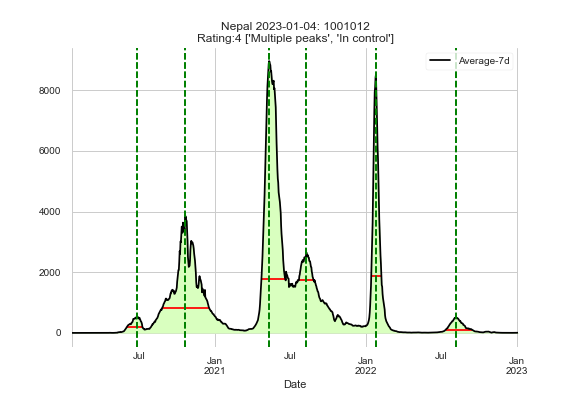 Nepal 2023-01-04: 1001012
Rating:4 ['Multiple peaks', 'In control']
Average-7d
8000
6000
4000
2000
0
Jul
Jan
2021
Jul
Jan
2022
Jul
Jan
2023
Date